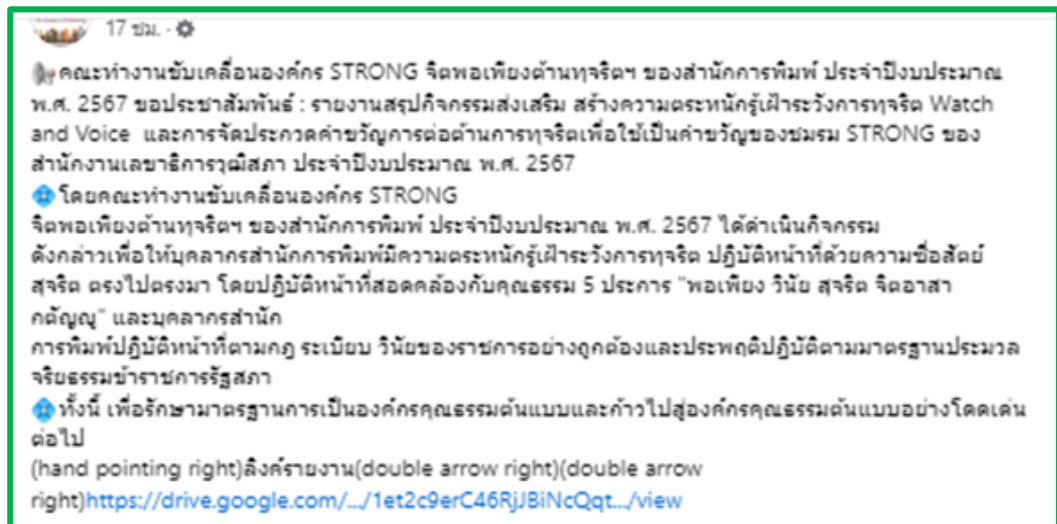 17 ชม.
คณะทำงานขับเคลื่อนองค์กร STRONG จิตพอเพียงต้านทุจริตฯ ของสำนักการพิมพ์ ประจำปีงบประมาณ
พ.ศ. 2567 ขอประชาสัมพันธ์ : รายงานสรุปกิจกรรมส่งเสริม สร้างความตระหนักรู้เฝ้าระวังการทุจริต Watch
and Voice และการจัดประกวดคำขวัญการต่อต้านการทุจริตเพื่อใช้เป็นคำขวัญของชมรม STRONG ของ
สำนักงานเลขาธิการวุฒิสภา ประจำปีงบประมาณ พ.ศ. 2567
โดยคณะทำงานขับเคลื่อนองค์กร STRONG
จิตพอเพียงต้านทุจริตฯ ของสำนักการพิมพ์ ประจำปีงบประมาณ พ.ศ. 2567 ได้ดำเนินกิจกรรม
ดังกล่าวเพื่อให้บุคลากรสำนักการพิมพ์มีความตระหนักรู้เฝ้าระวังการทุจริต ปฏิบัติหน้าที่ด้วยความซื่อสัตย์
สุจริต ตรงไปตรงมา โดยปฏิบัติหน้าที่สอดคล้องกับคุณธรรม 5 ประการ "พอเพียง วินัย สุจริต จิตอาสา
กตัญญู" และบุคลากรสำนัก
การพิมพ์ปฏิบัติหน้าที่ตามกฎ ระเบียบ วินัยของราชการอย่างถูกต้องและประพฤติปฏิบัติตามมาตรฐานประมวล
จริยธรรมข้าราชการรัฐสภา
ทั้งนี้ เพื่อรักษามาตรฐานการเป็นองค์กรคุณธรรมต้นแบบและก้าวไปสู่องค์กรคุณธรรมต้นแบบอย่างโดดเด่น
ต่อไป
(hand pointing right)ลิงค์รายงาน(double arrow right)(double arrow
right)https://drive.google.com/.../1et2c9erC46RjJBiNcQqt.../view